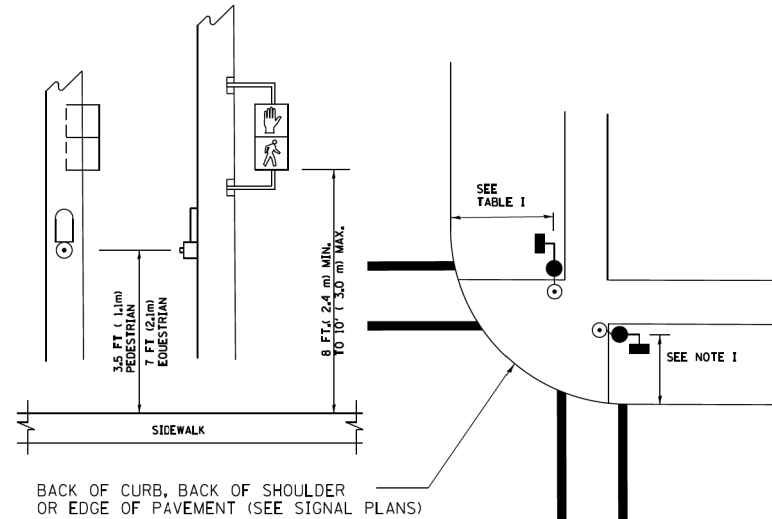 3.5 FT ( 1.1m)
PEDESTRIAN
7 FT (2.1m)
EQUESTRIAN
8 FT.( 2.4 m) MIN.
TO 10' ( 3.0 m) MAX.
SIDEWALK
SEE
TABLE I
SEE NOTE I
BACK OF CURB, BACK OF SHOULDER
OR EDGE OF PAVEMENT (SEE SIGNAL PLANS)